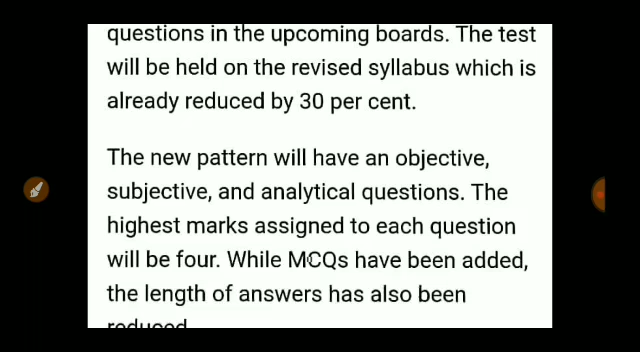 questions in the upcoming boards. The test
will be held on the revised syllabus which is
already reduced by 30 per cent.
The new pattern will have an objective,
subjective, and analytical questions. The
highest marks assigned to each question
will be four. While MCQs have been added,
the length of answers has also been
reduced